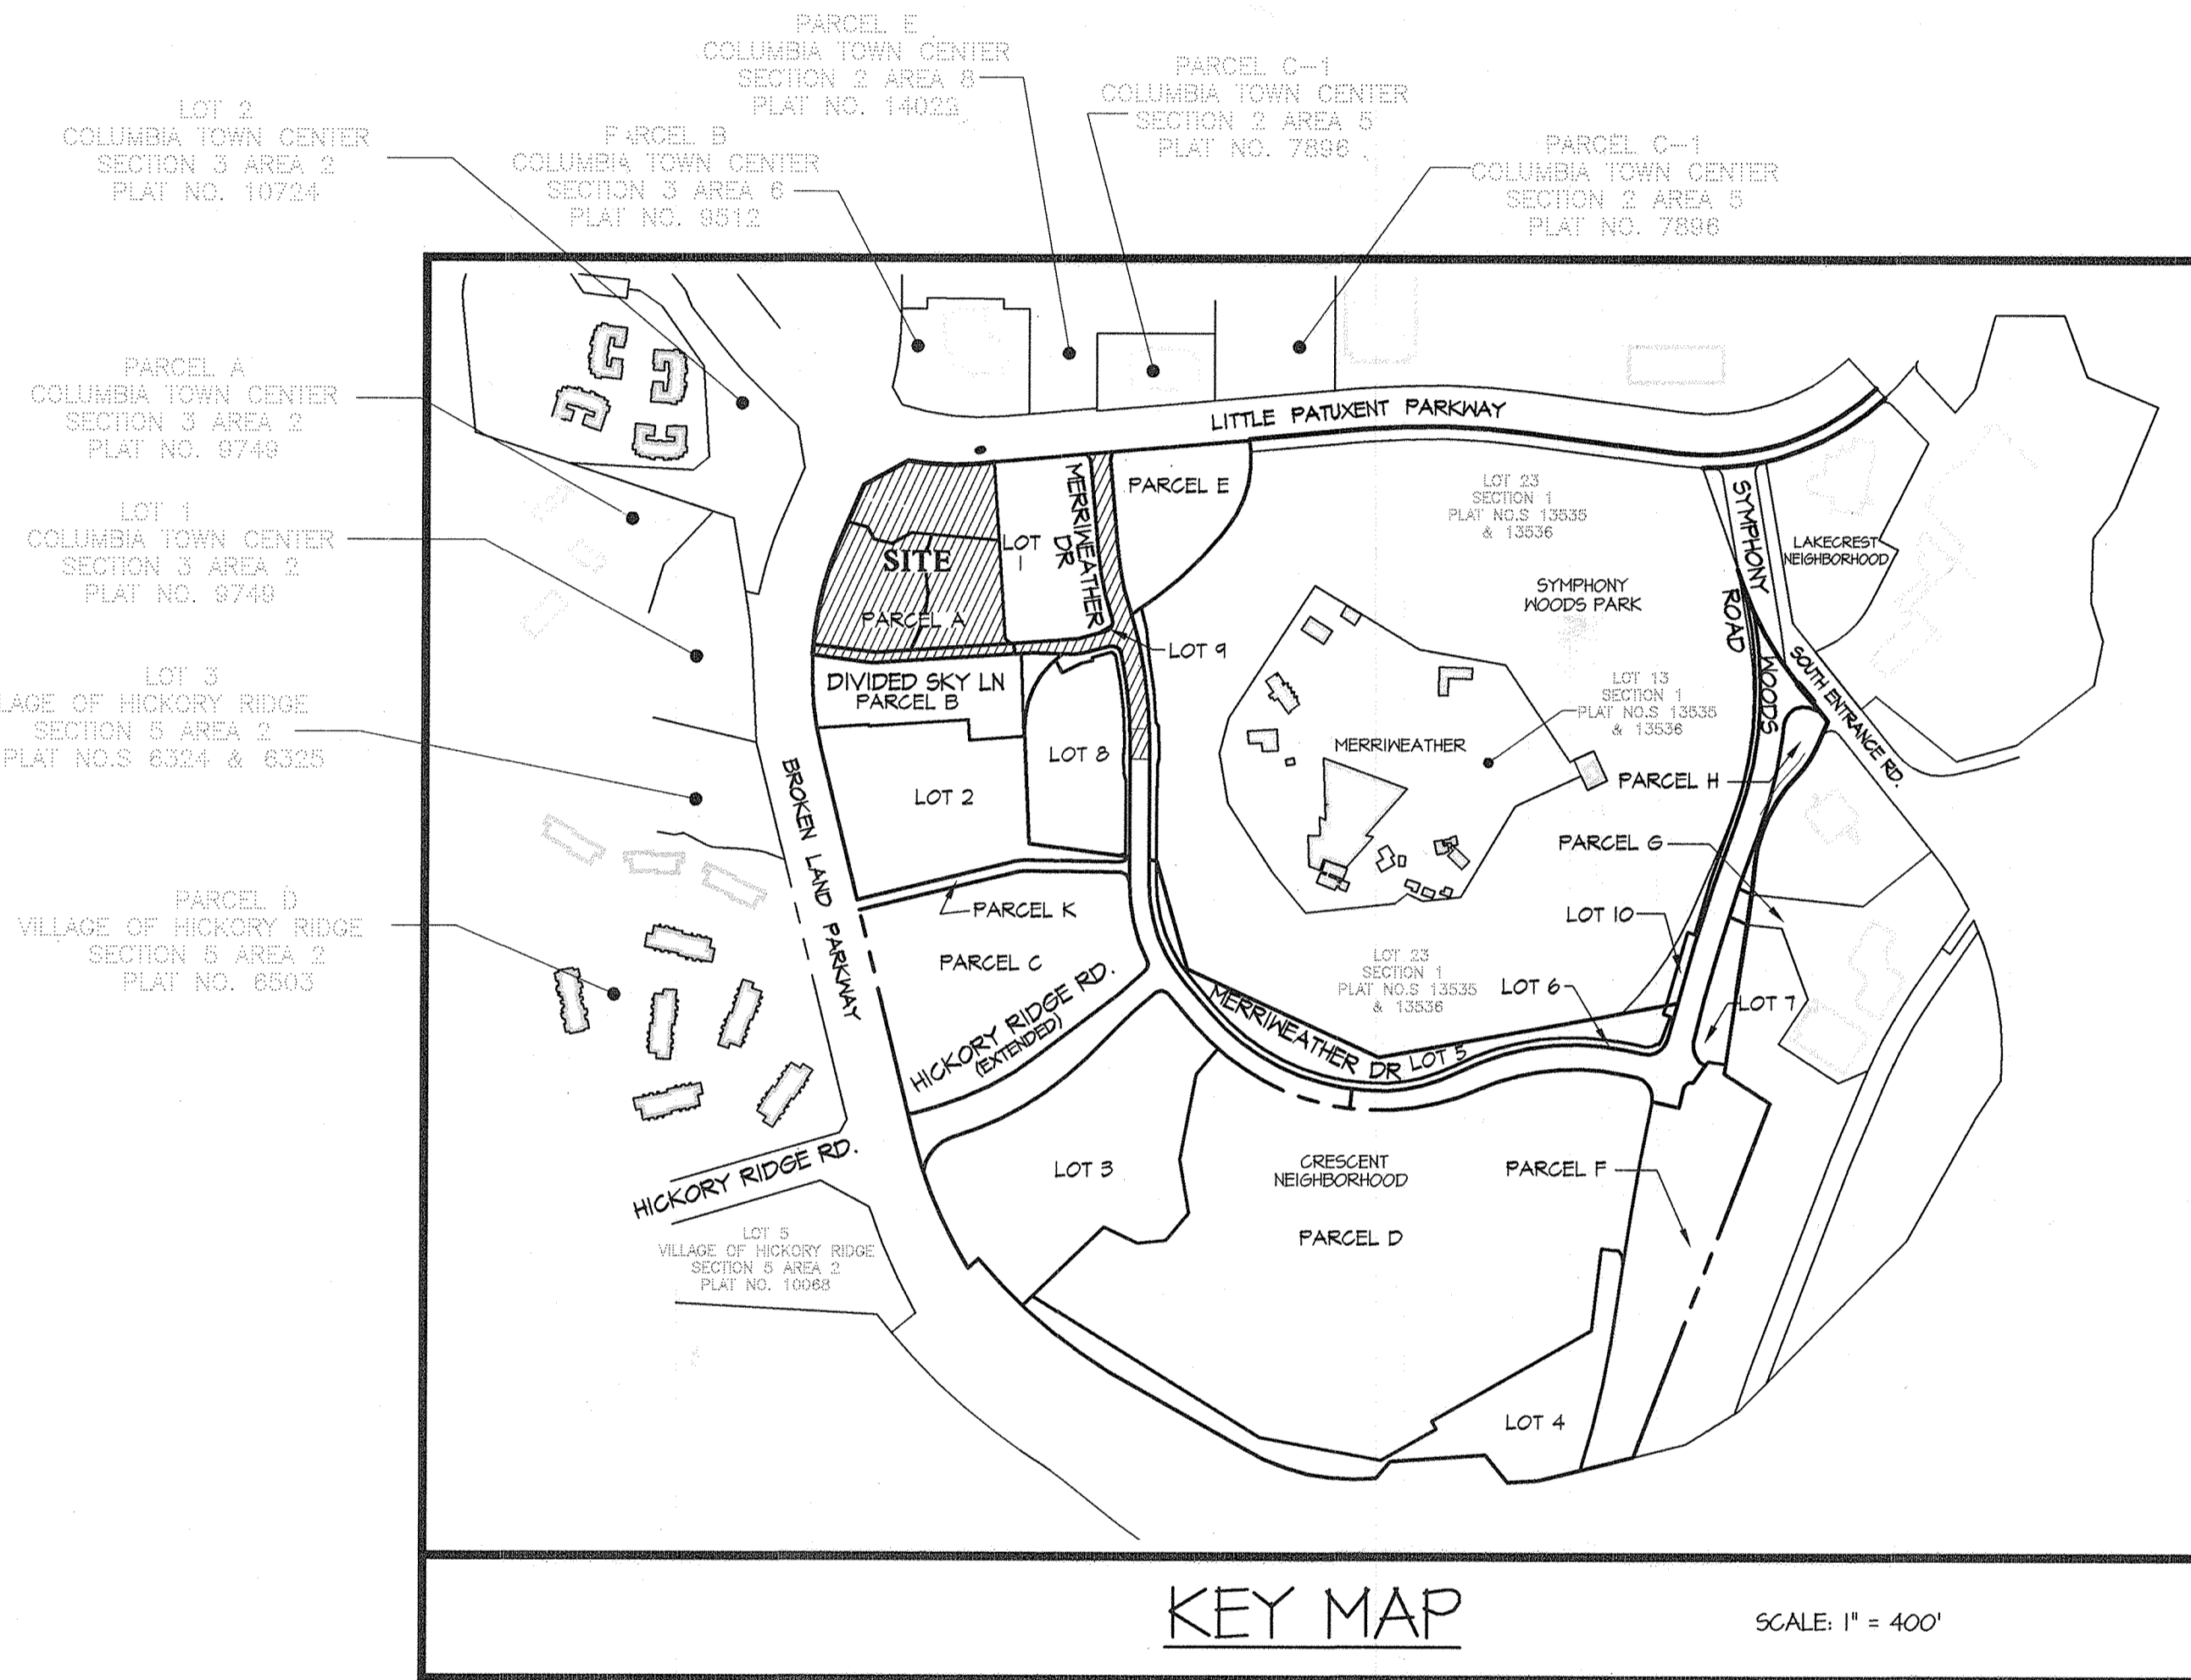 PARCEL E
COLUMBIA TOWN CENTER
SECTION 2 AREA 8
PLAT NO. 14023
PARCEL C-1
COLUMBIA TOWN CENTER
SECTION 2 AREA 5
PLAT NO. 7896
LOT 2
COLUMBIA TOWN CENTER
SECTION 3 AREA 2
PLAT NO. 10724
PARCEL B
COLUMBIA TOWN CENTER
SECTION 3 AREA 6
PLAT NO. 9512
PARCEL C-1
COLUMBIA TOWN CENTER
SECTION 2 AREA 5
PLAT NO. 7896
PARCEL A
COLUMBIA TOWN CENTER
SECTION 3 AREA 2
PLAT NO. 9749
LOT 1
COLUMBIA TOWN CENTER
SECTION 3 AREA 2
PLAT NO. 9749
LOT 3
LAGE OF HICKORY RIDGE
SECTION 5 AREA 2
PLAT NO.S 6324 & 6325
PARCEL D
VILLAGE OF HICKORY RIDGE
SECTION 5 AREA 2
PLAT NO. 6503
LITTLE PATUXENT PARKWAY
SITE
PARCEL A
LOT
1
MERRIWEATHER
DR
PARCEL E
LOT 23
SECTION 1
PLAT NO.S 13535
& 13536
SYMPHONY
WOODS
ROAD
LAKECREST
NEIGHBORHOOD
SYMPHONY
WOODS PARK
LOT 9
SOUTH ENTRANCE RD.
DIVIDED SKY LN
PARCEL B
LOT 13
SECTION 1
PLAT NO.S 13535
& 13536
MERRIWEATHER
LOT 8
LOT 2
PARCEL H
BROKEN LAND PARKWAY
PARCEL G
PARCEL K
LOT 10
PARCEL C
LOT 23
SECTION 1
PLAT NO.S 13535
& 13536
LOT 6
LOT 7
HICKORY RIDGE RD.
(EXTENDED)
MERRIWEATHER DR
LOT 5
HICKORY RIDGE RD.
LOT 3
CRESCENT
NEIGHBORHOOD
PARCEL F
PARCEL D
LOT 5
VILLAGE OF HICKORY RIDGE
SECTION 5 AREA 2
PLAT NO. 10068
LOT 4
KEY MAP
SCALE: 1" = 400'